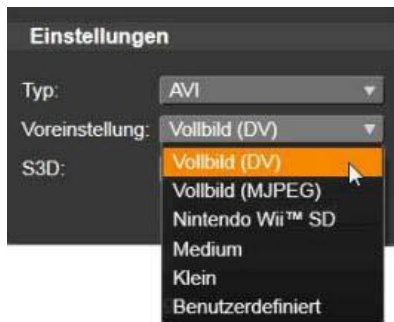 Einstellungen
Typ: AVI
Voreinstellung: Vollbild (DV)
S3D: Vollbild (DV)
Vollbild (MJPEG)
Nintendo Wii™ SD
Medium
Klein
Benutzerdefiniert